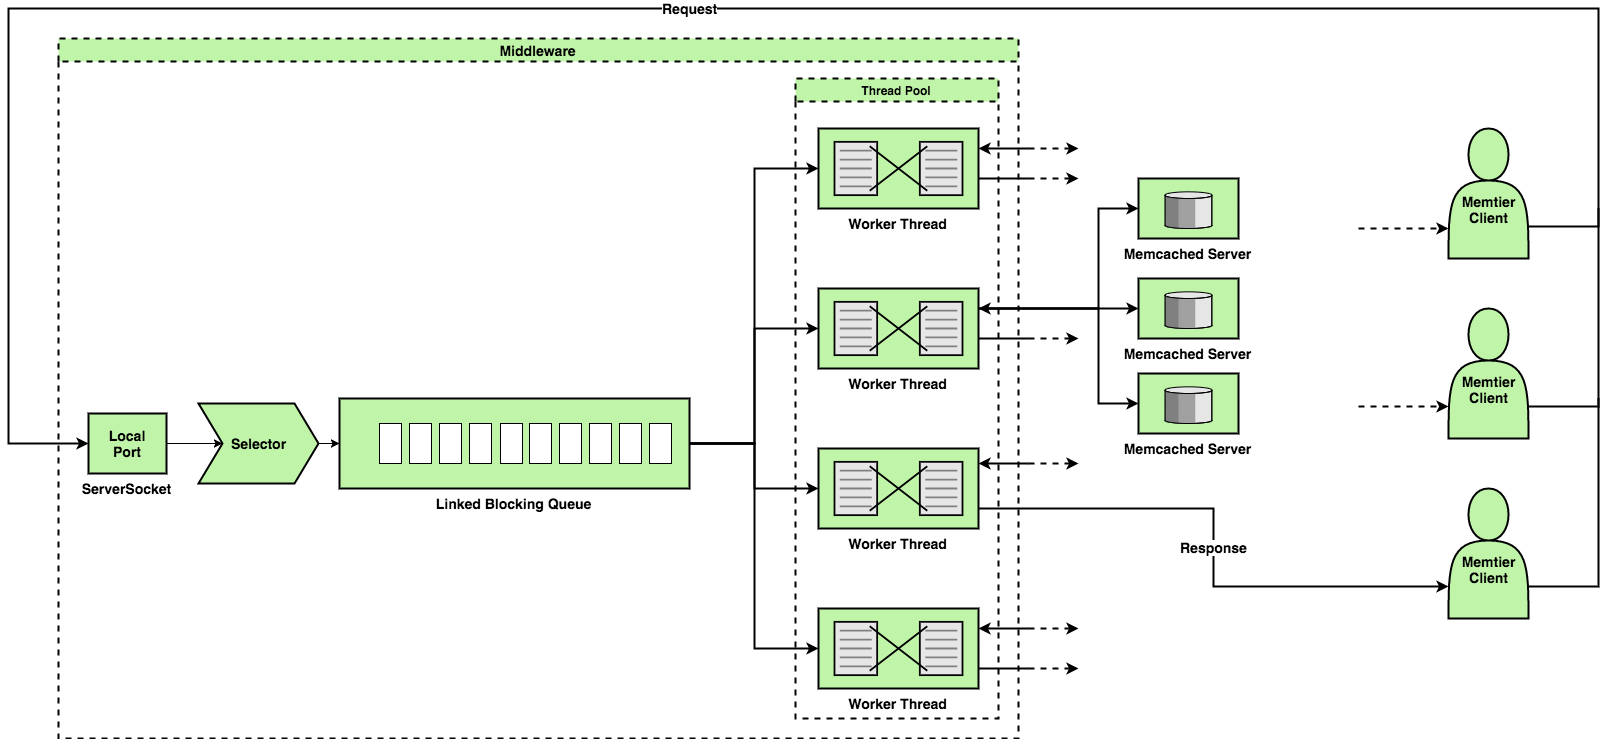 Request
Middleware
Thread Pool
Worker Thread
Worker Thread
Worker Thread
Worker Thread
Local
Port
ServerSocket
Selector
Linked Blocking Queue
Memcached Server
Memcached Server
Memcached Server
Response
Memtier
Client
Memtier
Client
Memtier
Client